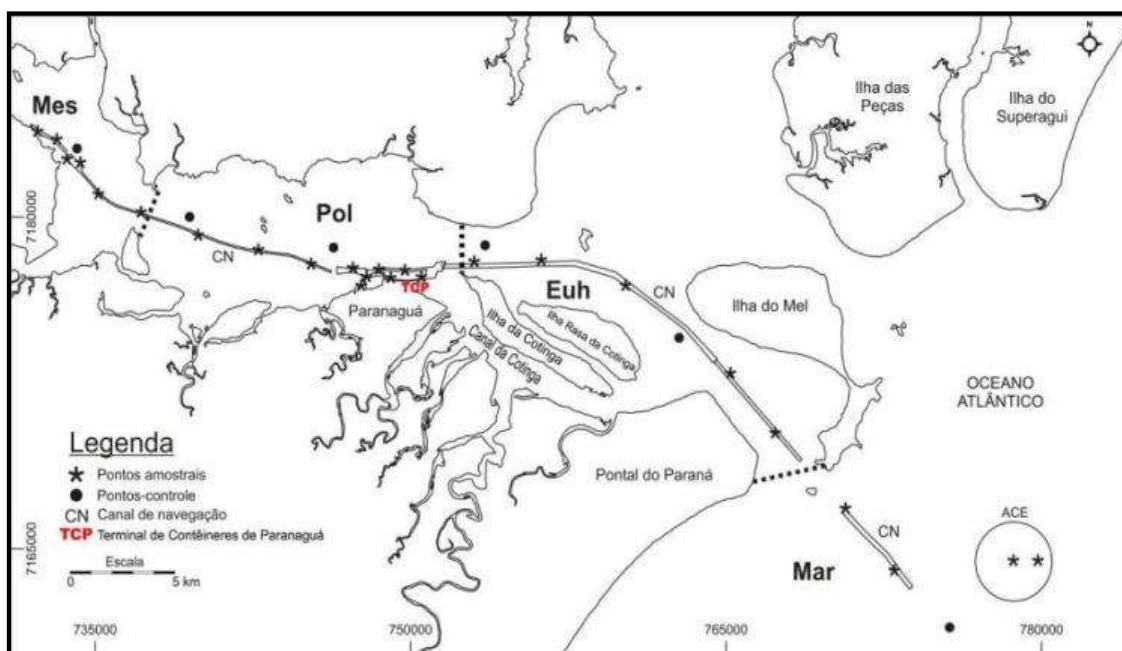 N
Mes
Ilha das
Peças
Ilha do
Superagui
7180000
Pol
CN
TCP
Paranaguá
Euh
CN
Ilha do Mel
Ilha da Cotinga
Ilha Rasa da Cotinga
Canal da Cotinga
OCEANO
ATLÂNTICO
Legenda
Pontos amostrais
Pontos-controle
CN Canal de navegação
TCP Terminal de Contêineres de Paranaguá
Escala
0 5 km
Pontal do Paraná
7165000
CN
ACE
Mar
735000
750000
765000
780000